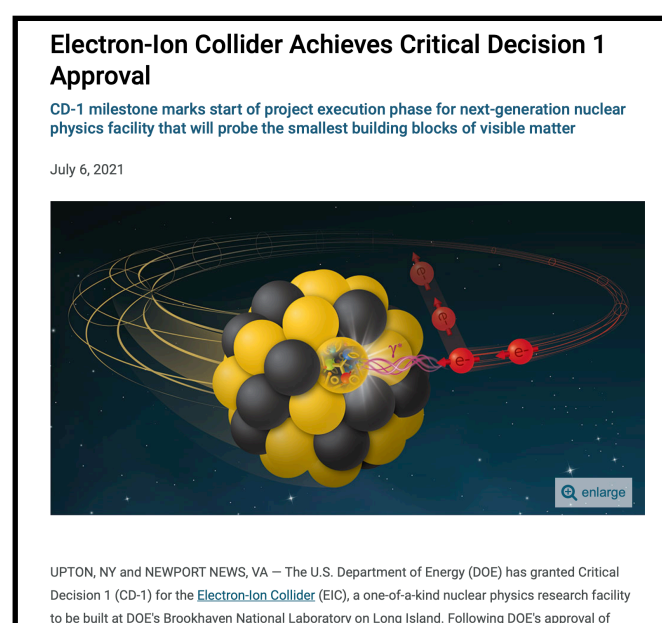 Electron-Ion Collider Achieves Critical Decision 1
Approval
CD-1 milestone marks start of project execution phase for next-generation nuclear
physics facility that will probe the smallest building blocks of visible matter
July 6, 2021
e-
e-
γ*
e-
e-
enlarge
UPTON, NY and NEWPORT NEWS, VA — The U.S. Department of Energy (DOE) has granted Critical
Decision 1 (CD-1) for the Electron-Ion Collider (EIC), a one-of-a-kind nuclear physics research facility
to be built at DOE's Brookhaven National Laboratory on Long Island. Following DOE's approval of